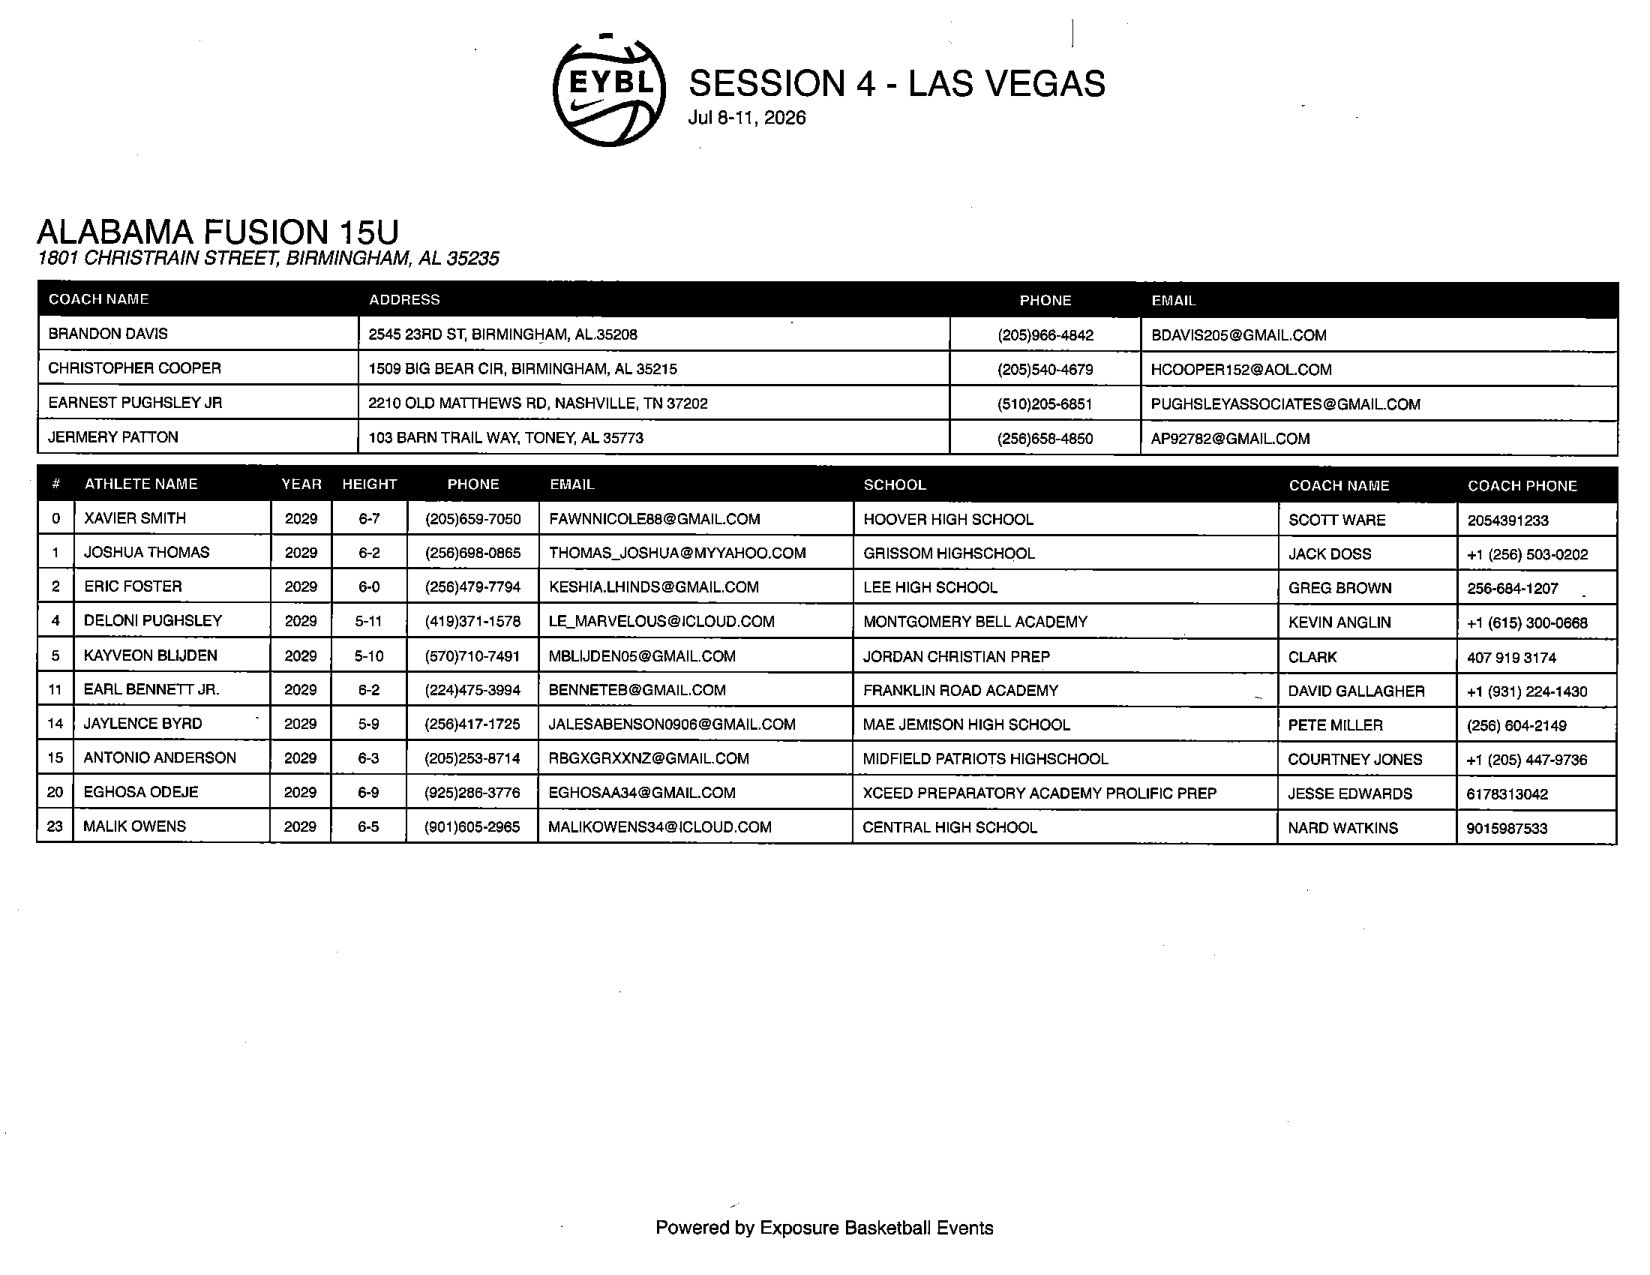 EYBL
SESSION 4 - LAS VEGAS
Jul 8-11, 2026
ALABAMA FUSION 15U
1801 CHRISTRAIN STREET, BIRMINGHAM, AL 35235
COACH NAME ADDRESS PHONE EMAIL
BRANDON DAVIS 2545 23RD ST, BIRMINGHAM, AL 35208 (205)966-4842 BDAVIS205@GMAIL.COM
CHRISTOPHER COOPER 1509 BIG BEAR CIR, BIRMINGHAM, AL 35215 (205)540-4679 HCOOPER152@AOL.COM
EARNEST PUGHSLEY JR 2210 OLD MATTHEWS RD, NASHVILLE, TN 37202 (510)205-6851 PUGHSLEYASSOCIATES@GMAIL.COM
JERMERY PATTON 103 BARN TRAIL WAY, TONEY, AL 35773 (256)658-4850 AP92782@GMAIL.COM
# ATHLETE NAME YEAR HEIGHT PHONE EMAIL SCHOOL COACH NAME COACH PHONE
0 XAVIER SMITH 2029 6-7 (205)659-7050 FAWNNICOLE88@GMAIL.COM HOOVER HIGH SCHOOL SCOTT WARE 2054391233
1 JOSHUA THOMAS 2029 6-2 (256)698-0865 THOMAS_JOSHUA@MYYAHOO.COM GRISSOM HIGHSCHOOL JACK DOSS +1 (256) 503-0202
2 ERIC FOSTER 2029 6-0 (256)479-7794 KESHIA.LHINDS@GMAIL.COM LEE HIGH SCHOOL GREG BROWN 256-684-1207
4 DELONI PUGHSLEY 2029 5-11 (419)371-1578 LE_MARVELOUS@ICLOUD.COM MONTGOMERY BELL ACADEMY KEVIN ANGLIN +1 (615) 300-0668
5 KAYVEON BLIJDEN 2029 5-10 (570)710-7491 MBLIJDEN05@GMAIL.COM JORDAN CHRISTIAN PREP CLARK 407 919 3174
11 EARL BENNETT JR. 2029 6-2 (224)475-3994 BENNETEB@GMAIL.COM FRANKLIN ROAD ACADEMY DAVID GALLAGHER +1 (931) 224-1430
14 JAYLENCE BYRD 2029 5-9 (256)417-1725 JALESABENSON0906@GMAIL.COM MAE JEMISON HIGH SCHOOL PETE MILLER (256) 604-2149
15 ANTONIO ANDERSON 2029 6-3 (205)253-8714 RBGXGRXXNZ@GMAIL.COM MIDFIELD PATRIOTS HIGHSCHOOL COURTNEY JONES +1 (205) 447-9736
20 EGHOSA ODEJE 2029 6-9 (925)286-3776 EGHOSAA34@GMAIL.COM XCEED PREPARATORY ACADEMY PROLIFIC PREP JESSE EDWARDS 6178313042
23 MALIK OWENS 2029 6-5 (901)605-2965 MALIKOWENS34@ICLOUD.COM CENTRAL HIGH SCHOOL NARD WATKINS 9015987533
Powered by Exposure Basketball Events